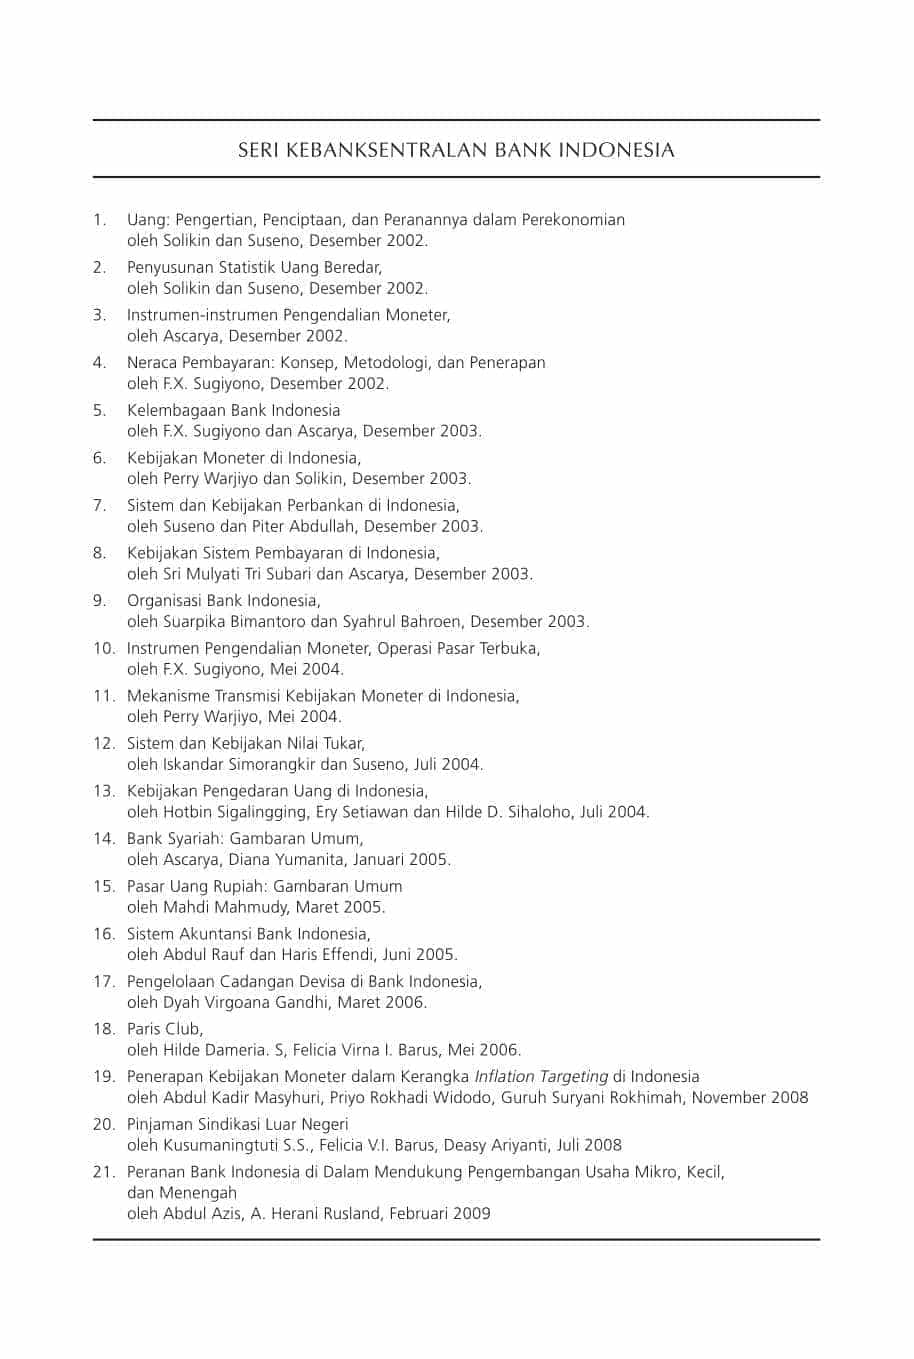 SERI KEBANKSENTRALAN BANK INDONESIA
1. Uang: Pengertian, Penciptaan, dan Peranannya dalam Perekonomian
oleh Solikin dan Suseno, Desember 2002.
2. Penyusunan Statistik Uang Beredar,
oleh Solikin dan Suseno, Desember 2002.
3. Instrumen-instrumen Pengendalian Moneter,
oleh Ascarya, Desember 2002.
4. Neraca Pembayaran: Konsep, Metodologi, dan Penerapan
oleh F.X. Sugiyono, Desember 2002.
5. Kelembagaan Bank Indonesia
oleh F.X. Sugiyono dan Ascarya, Desember 2003.
6. Kebijakan Moneter di Indonesia,
oleh Perry Warjiyo dan Solikin, Desember 2003.
7. Sistem dan Kebijakan Perbankan di Indonesia,
oleh Suseno dan Piter Abdullah, Desember 2003.
8. Kebijakan Sistem Pembayaran di Indonesia,
oleh Sri Mulyati Tri Subari dan Ascarya, Desember 2003.
9. Organisasi Bank Indonesia,
oleh Suarpika Bimantoro dan Syahrul Bahroen, Desember 2003.
10. Instrumen Pengendalian Moneter, Operasi Pasar Terbuka,
oleh F.X. Sugiyono, Mei 2004.
11. Mekanisme Transmisi Kebijakan Moneter di Indonesia,
oleh Perry Warjiyo, Mei 2004.
12. Sistem dan Kebijakan Nilai Tukar,
oleh Iskandar Simorangkir dan Suseno, Juli 2004.
13. Kebijakan Pengedaran Uang di Indonesia,
oleh Hotbin Sigalingging, Ery Setiawan dan Hilde D. Sihaloho, Juli 2004.
14. Bank Syariah: Gambaran Umum,
oleh Ascarya, Diana Yumanita, Januari 2005.
15. Pasar Uang Rupiah: Gambaran Umum
oleh Mahdi Mahmudy, Maret 2005.
16. Sistem Akuntansi Bank Indonesia,
oleh Abdul Rauf dan Haris Effendi, Juni 2005.
17. Pengelolaan Cadangan Devisa di Bank Indonesia,
oleh Dyah Virgoana Gandhi, Maret 2006.
18. Paris Club,
oleh Hilde Dameria. S, Felicia Virna I. Barus, Mei 2006.
19. Penerapan Kebijakan Moneter dalam Kerangka Inflation Targeting di Indonesia
oleh Abdul Kadir Masyhuri, Priyo Rokhadi Widodo, Guruh Suryani Rokhimah, November 2008
20. Pinjaman Sindikasi Luar Negeri
oleh Kusumaningtuti S.S., Felicia V.I. Barus, Deasy Ariyanti, Juli 2008
21. Peranan Bank Indonesia di Dalam Mendukung Pengembangan Usaha Mikro, Kecil,
dan Menengah
oleh Abdul Azis, A. Herani Rusland, Februari 2009